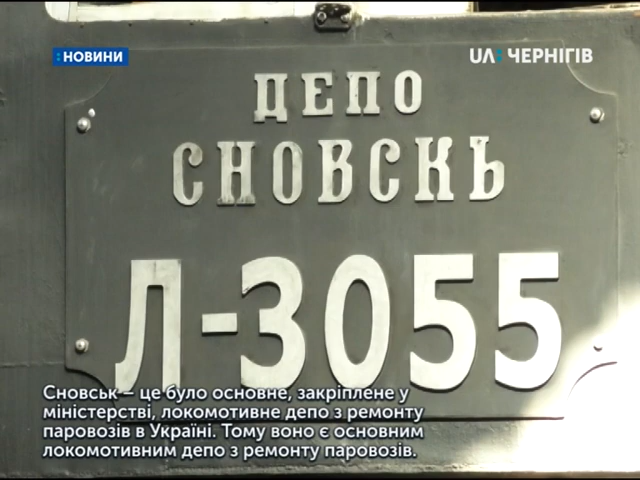 :НОВИНИ
UA: ЧЕРНІГІВ
ДЕПО
СНОВСКЬ
Л-3055
Сновськ – це було основне, закріплене у
міністерстві, локомотивне депо з ремонту
паровозів в Україні. Тому воно є основним
локомотивним депо з ремонту паровозів.